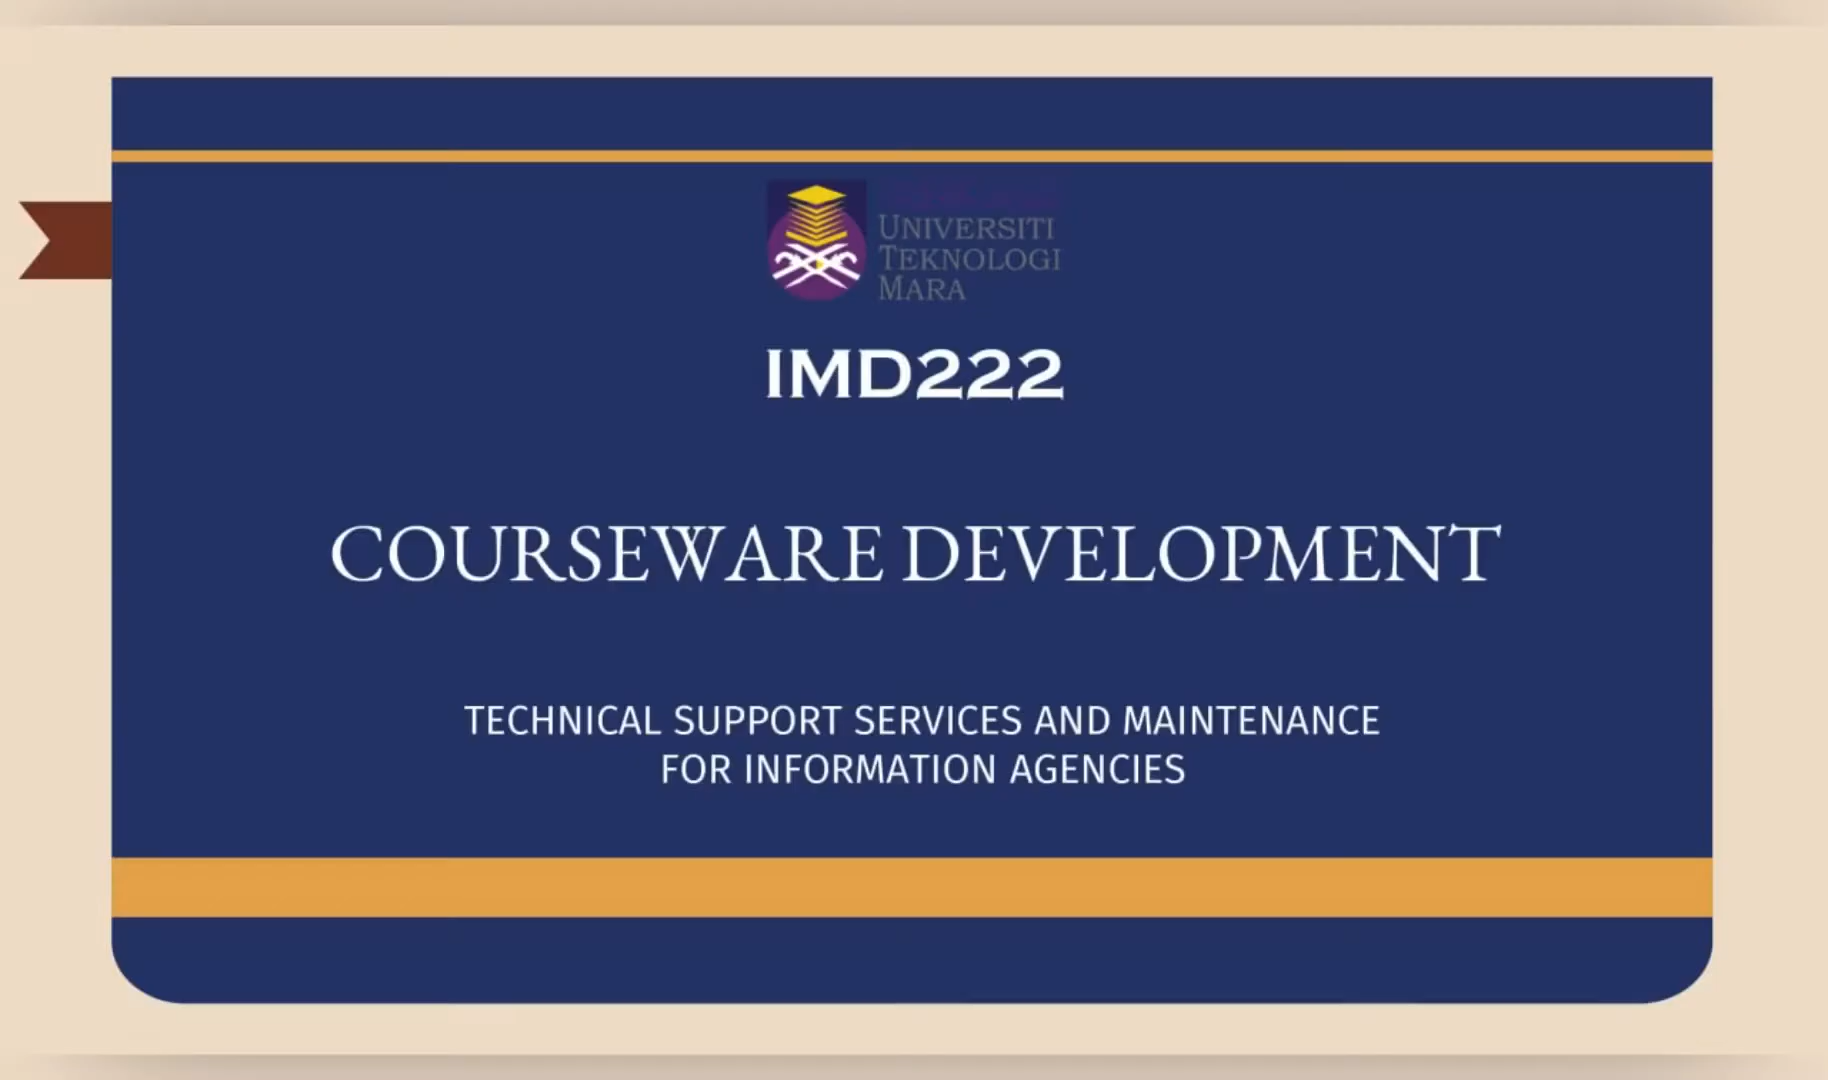 UNIVERSITI
TEKNOLOGI
MARA
IMD222
COURSEWARE DEVELOPMENT
TECHNICAL SUPPORT SERVICES AND MAINTENANCE
FOR INFORMATION AGENCIES